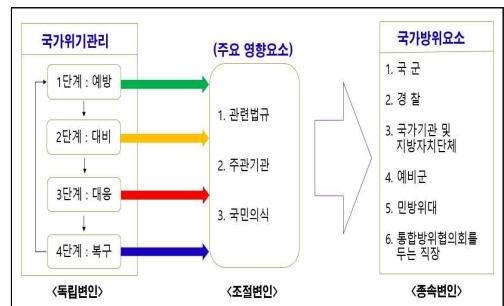 국가위기관리
1단계 : 예방
2단계 : 대비
3단계 : 대응
4단계 : 복구
<독립변인>
(주요 영향요소)
1. 관련법규
2. 주관기관
3. 국민의식
<조절변인>
국가방위요소
1. 국 군
2. 경 찰
3. 국가기관 및
지방자치단체
4. 예비군
5. 민방위대
6. 통합방위협의회를
두는 직장
<종속변인>